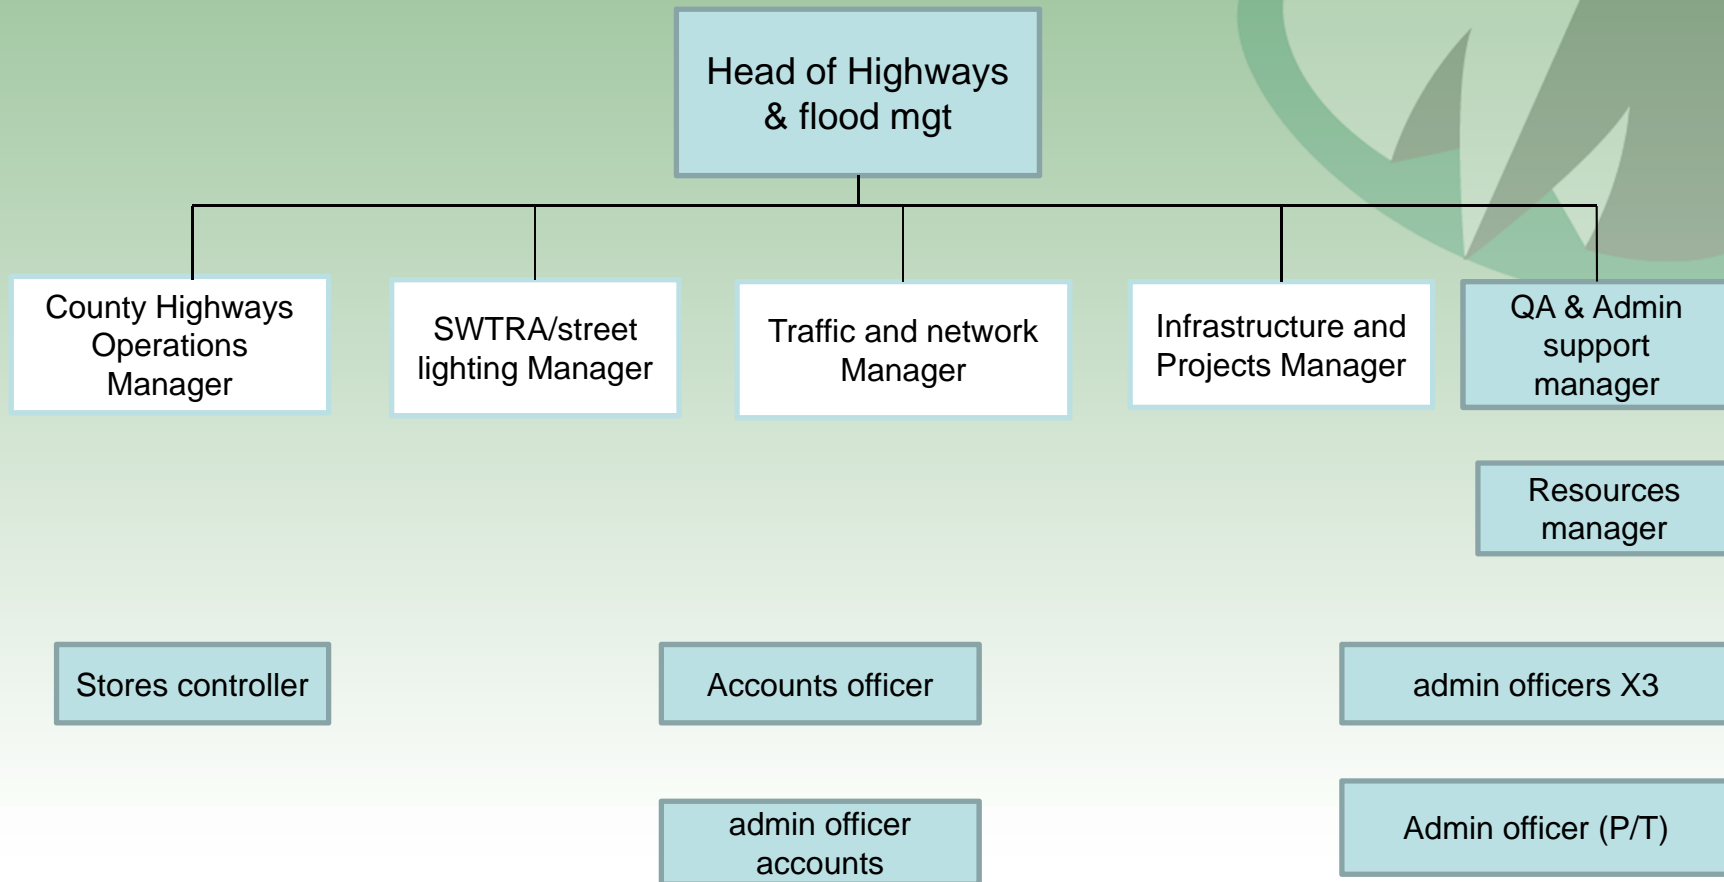 Head of Highways
& flood mgt
County Highways
Operations
Manager
SWTRA/street
lighting Manager
Traffic and network
Manager
Infrastructure and
Projects Manager
QA & Admin
support
manager
Resources
manager
Stores controller
Accounts officer
admin officers X3
admin officer
accounts
Admin officer (P/T)